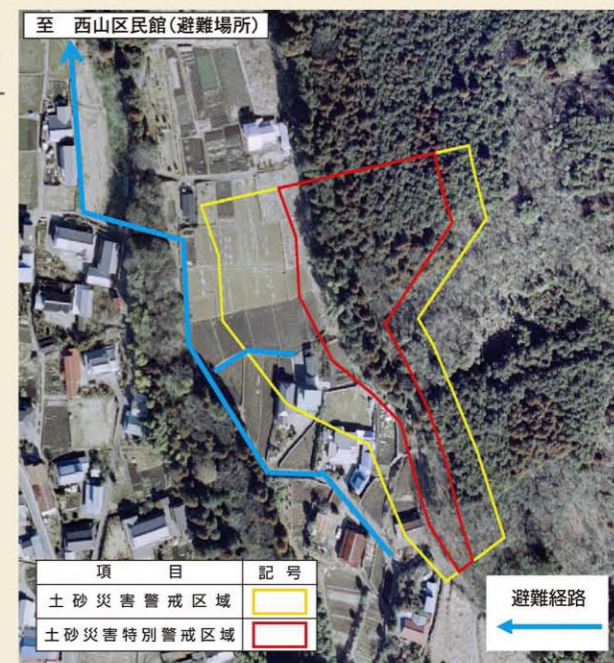 至 西山区民館(避難場所)
項 目 記 号
土砂災害警戒区域
土砂災害特別警戒区域
避難経路